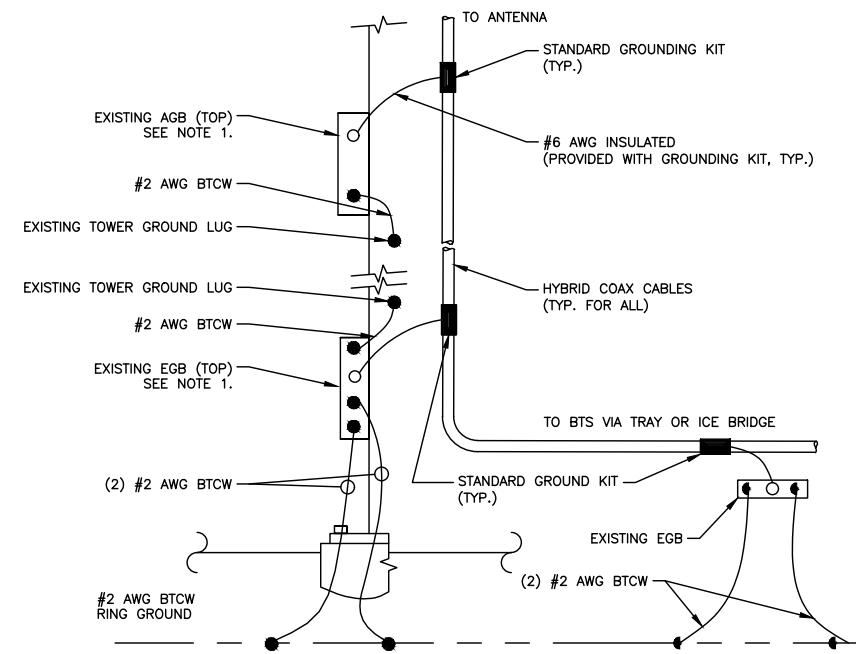 TO ANTENNA
STANDARD GROUNDING KIT
(TYP.)
EXISTING AGB (TOP)
SEE NOTE 1.
#6 AWG INSULATED
(PROVIDED WITH GROUNDING KIT, TYP.)
#2 AWG BTCW
EXISTING TOWER GROUND LUG
EXISTING TOWER GROUND LUG
HYBRID COAX CABLES
(TYP. FOR ALL)
#2 AWG BTCW
EXISTING EGB (TOP)
SEE NOTE 1.
TO BTS VIA TRAY OR ICE BRIDGE
(2) #2 AWG BTCW
STANDARD GROUND KIT
(TYP.)
EXISTING EGB
(2) #2 AWG BTCW
#2 AWG BTCW
RING GROUND